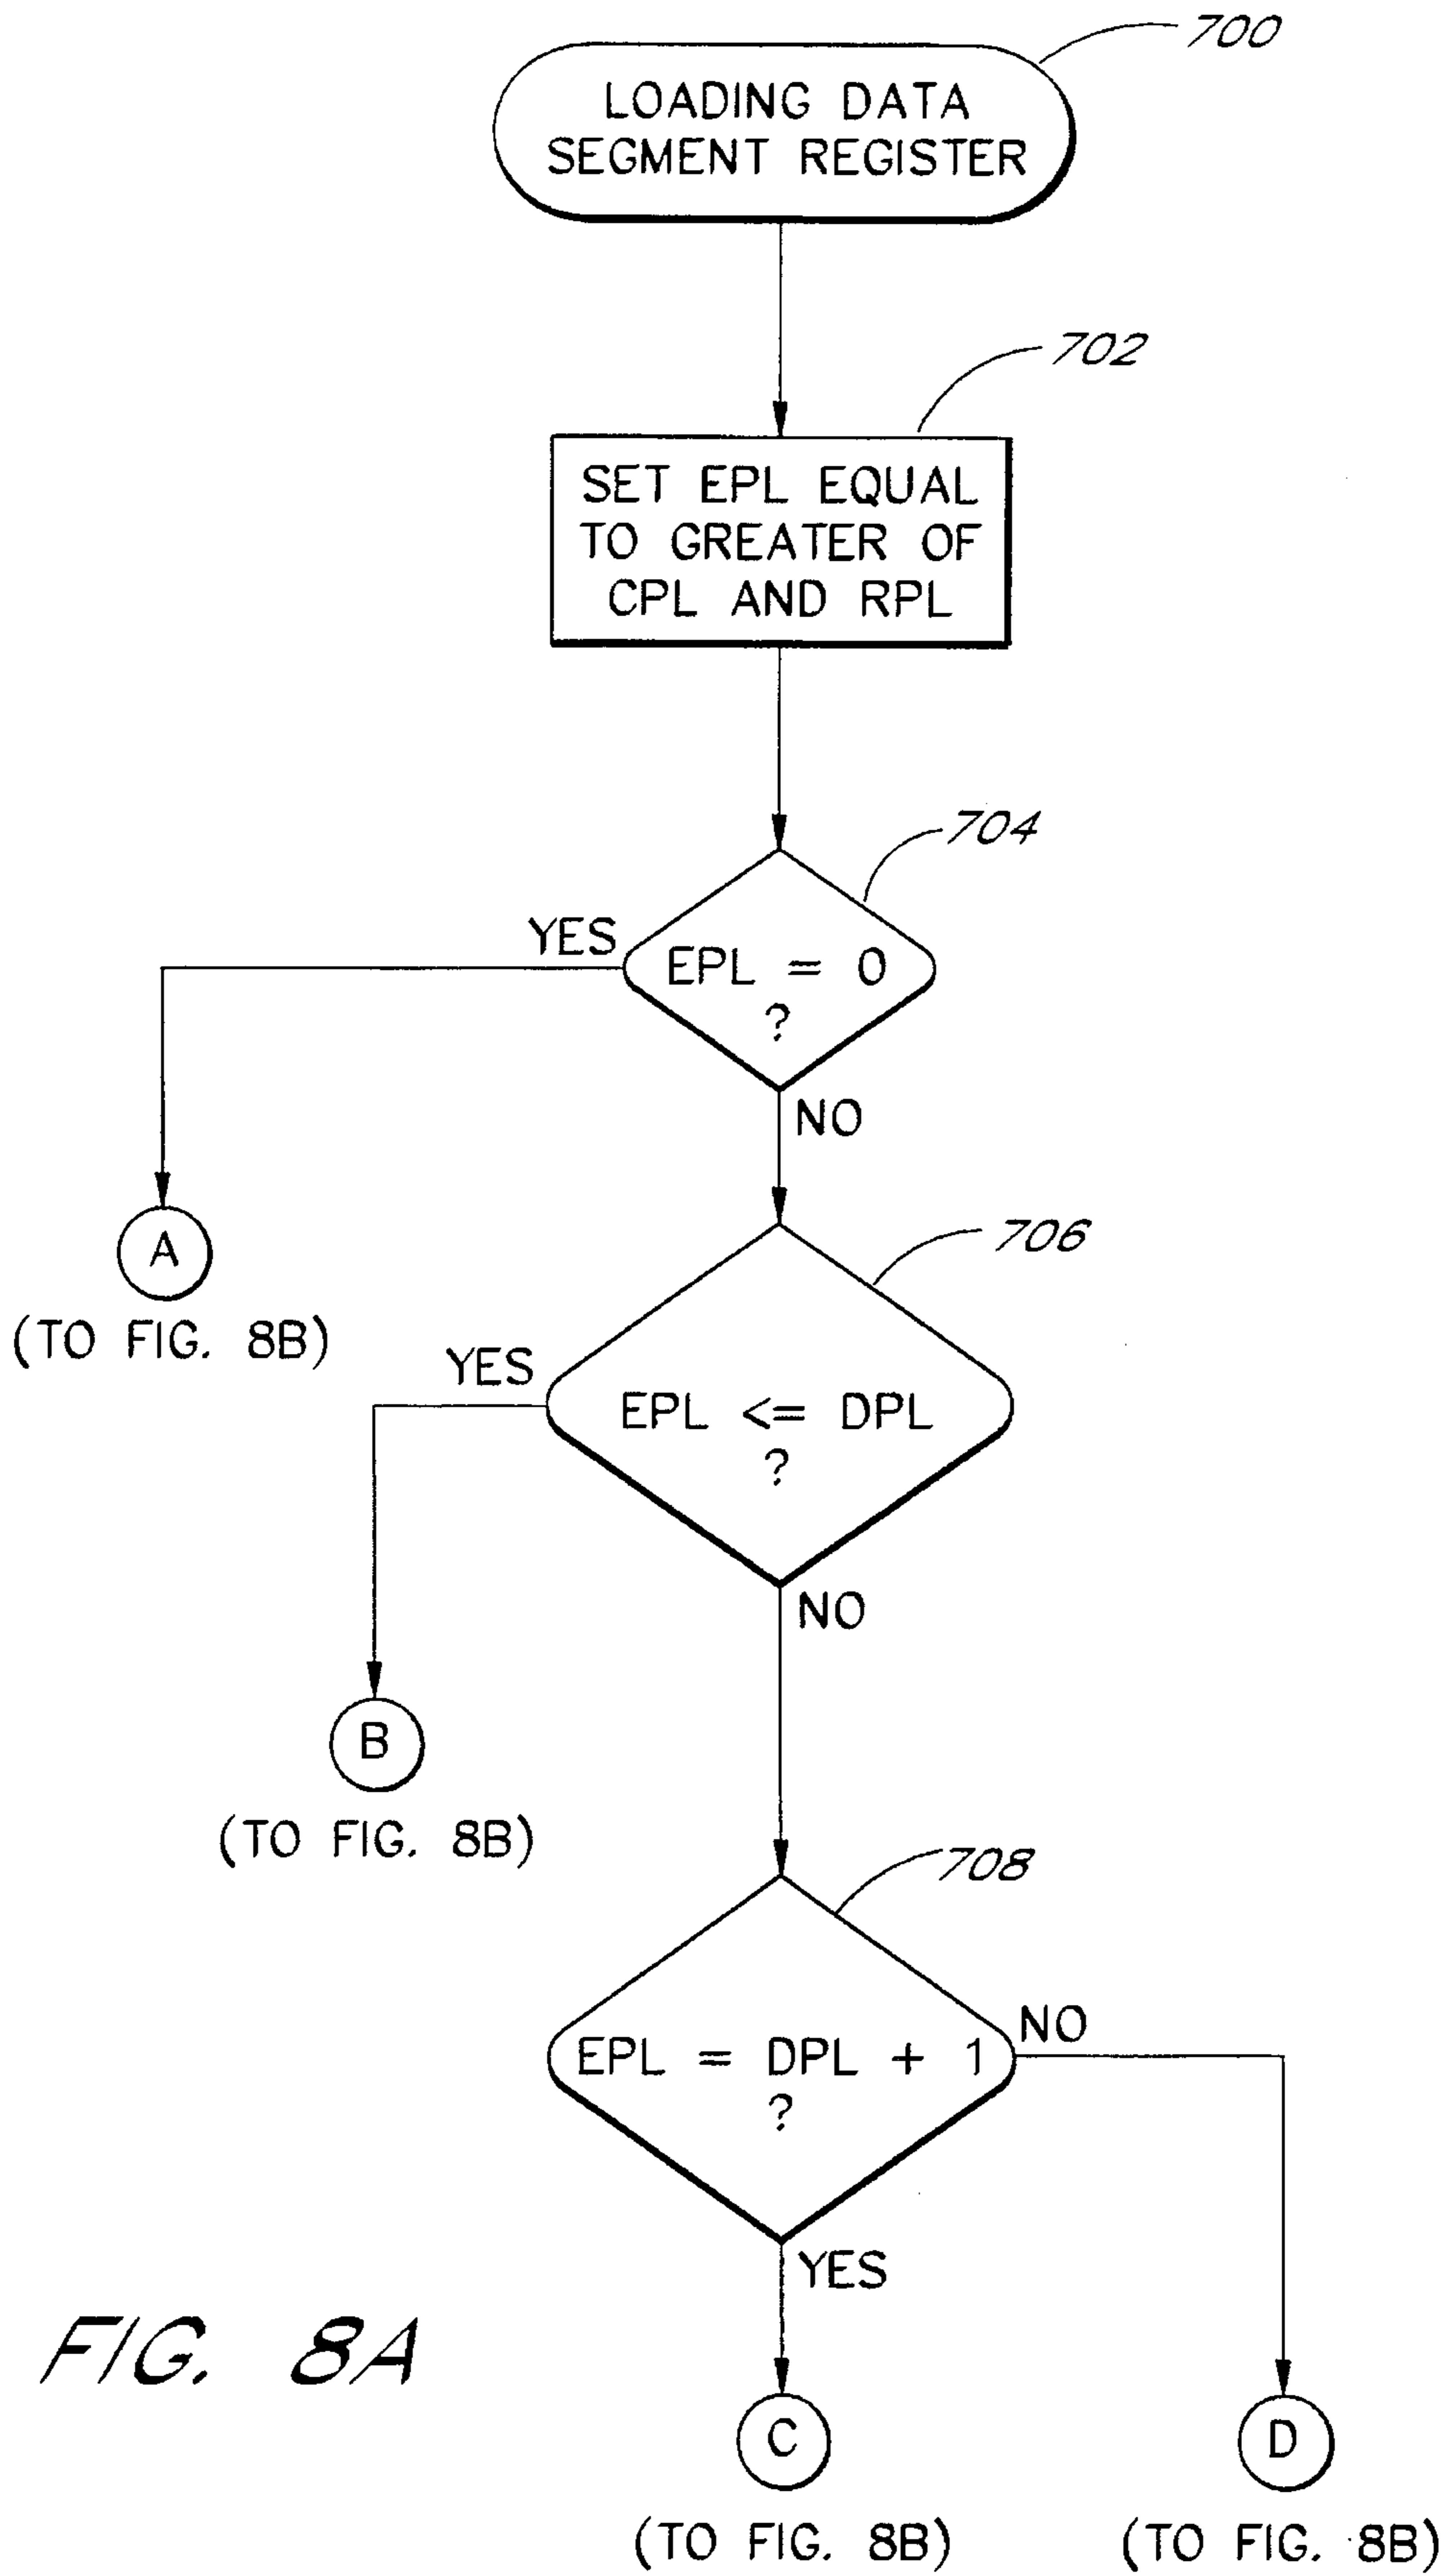 700
LOADING DATA
SEGMENT REGISTER
702
SET EPL EQUAL
TO GREATER OF
CPL AND RPL
704
YES
EPL = 0
?
NO
A
(TO FIG. 8B)
706
YES
EPL <= DPL
?
NO
B
(TO FIG. 8B)
708
EPL = DPL + 1
?
NO
YES
FIG. 8A
C
D
(TO FIG. 8B)
(TO FIG. 8B)